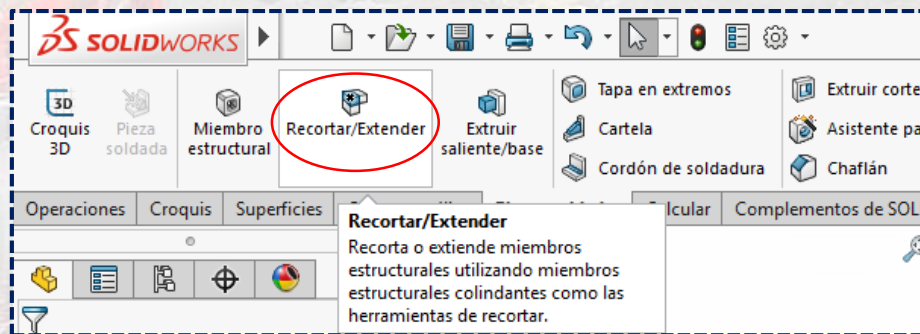 SOLIDWORKS
3D
Croquis 3D
Pieza soldada
Miembro estructural
Recortar/Extender
Extruir saliente/base
Tapa en extremos
Cartela
Cordón de soldadura
Extruir corte
Asistente pa
Chaflán
Operaciones Croquis Superficies lcular Complementos de SOL
Recortar/Extender
Recorta o extiende miembros
estructurales utilizando miembros
estructurales colindantes como las
herramientas de recortar.